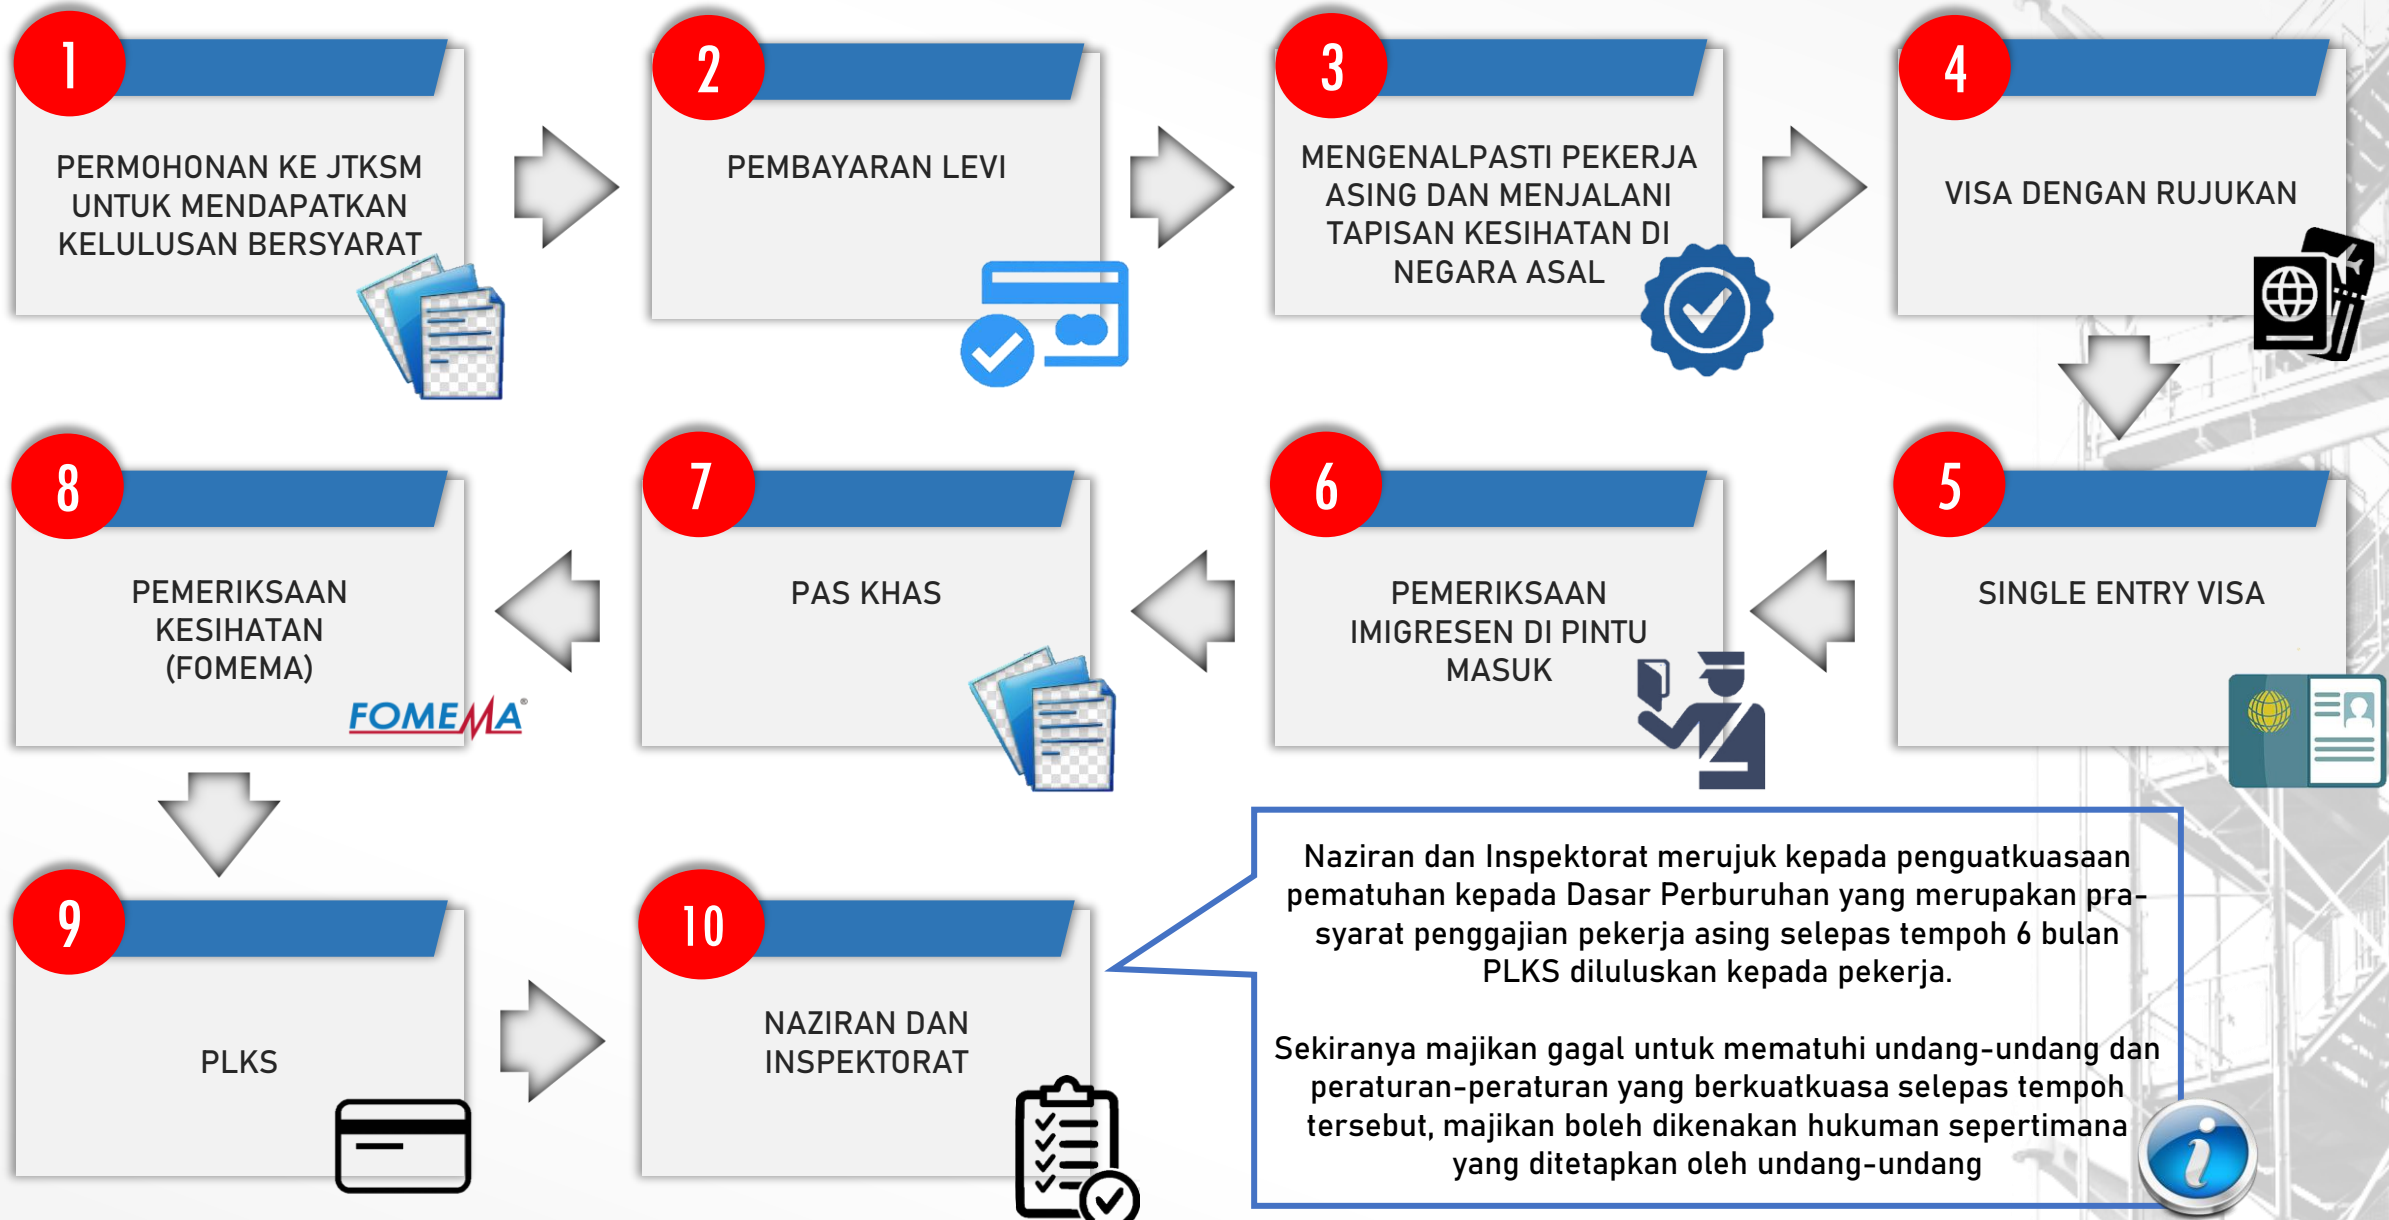 1
PERMOHONAN KE JTKSM
UNTUK MENDAPATKAN
KELULUSAN BERSYARAT
2
PEMBAYARAN LEVI
3
MENGENALPASTI PEKERJA
ASING DAN MENJALANI
TAPISAN KESIHATAN DI
NEGARA ASAL
4
VISA DENGAN RUJUKAN
5
SINGLE ENTRY VISA
6
PEMERIKSAAN
IMIGRESEN DI PINTU
MASUK
7
PAS KHAS
8
PEMERIKSAAN
KESIHATAN
(FOMEMA)
FOMEMA®
9
PLKS
10
NAZIRAN DAN
INSPEKTORAT
Naziran dan Inspektorat merujuk kepada penguatkuasaan
pematuhan kepada Dasar Perburuhan yang merupakan pra-
syarat penggajian pekerja asing selepas tempoh 6 bulan
PLKS diluluskan kepada pekerja.
Sekiranya majikan gagal untuk mematuhi undang-undang dan
peraturan-peraturan yang berkuatkuasa selepas tempoh
tersebut, majikan boleh dikenakan hukuman sepertimana
yang ditetapkan oleh undang-undang
i